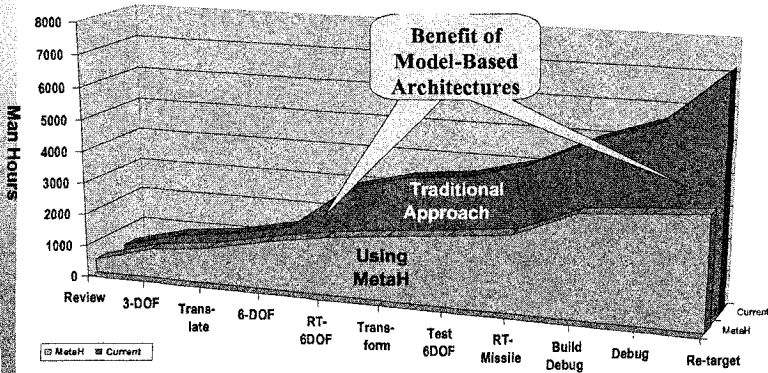 8000
7000
6000
5000
4000
3000
2000
1000
0
Man Hours
Benefit of
Model-Based
Architectures
Traditional
Approach
Using
MetaH
Review
3-DOF
Trans-
late
6-DOF
RT-
6DOF
Trans-
form
Test
6DOF
RT-
Missile
Build
Debug
Debug
Re-target
Current
MetaH
MetaH Current